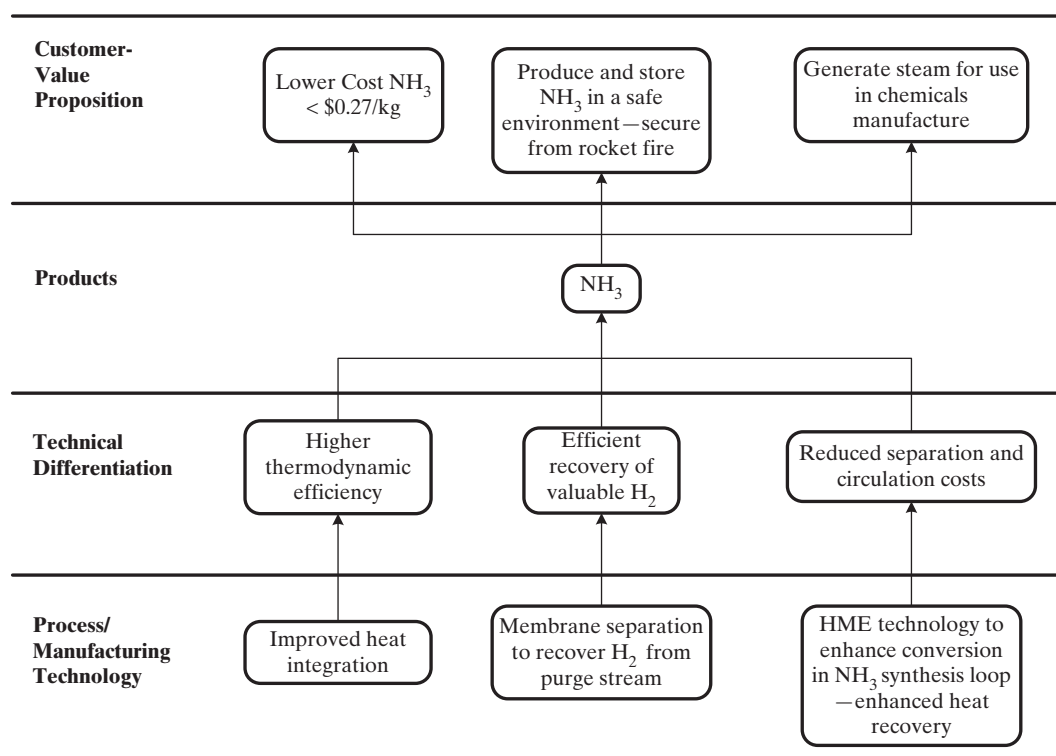 Customer-
Value
Proposition
Lower Cost NH3
< $0.27/kg
Produce and store
NH3 in a safe
environment—secure
from rocket fire
Generate steam for use
in chemicals
manufacture
Products
NH3
Technical
Differentiation
Higher
thermodynamic
efficiency
Efficient
recovery of
valuable H2
Reduced separation and
circulation costs
Process/
Manufacturing
Technology
Improved heat
integration
Membrane separation
to recover H2 from
purge stream
HME technology to
enhance conversion
in NH3 synthesis loop
—enhanced heat
recovery